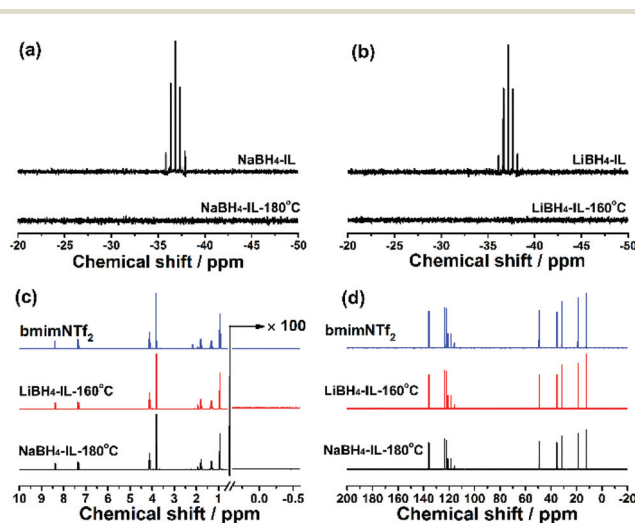 (a)
NaBH₄-IL
NaBH₄-IL-180°C
-20 -25 -30 -35 -40 -45 -50
Chemical shift / ppm
(b)
LiBH₄-IL
LiBH₄-IL-160°C
-20 -25 -30 -35 -40 -45 -50
Chemical shift / ppm
(c)
× 100
bmimNTf₂
LiBH₄-IL-160°C
NaBH₄-IL-180°C
10 9 8 7 6 5 4 3 2 1 0.0 -0.5
Chemical shift / ppm
(d)
bmimNTf₂
LiBH₄-IL-160°C
NaBH₄-IL-180°C
200 180 160 140 120 100 80 60 40 20 0 -20
Chemical shift / ppm